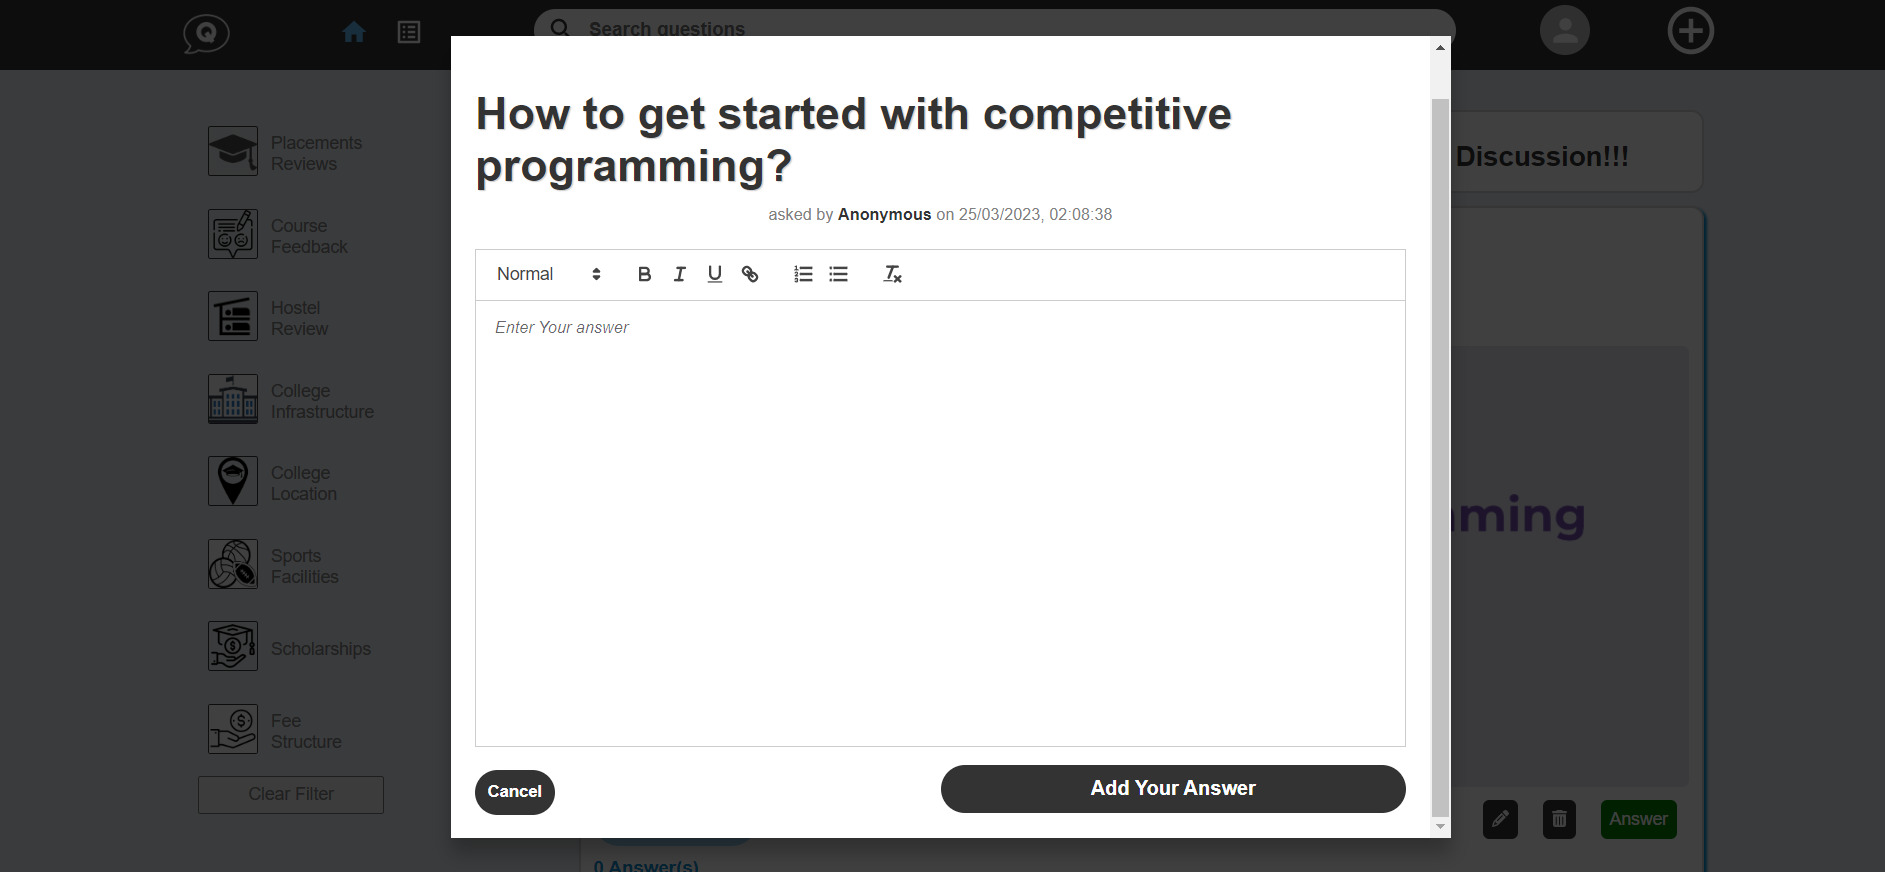 Q
Search questions
Placements
Reviews
Course
Feedback
Hostel
Review
College
Infrastructure
College
Location
Sports
Facilities
Scholarships
Fee
Structure
Clear Filter
How to get started with competitive
programming?
asked by Anonymous on 25/03/2023, 02:08:38
Normal
B I U
Enter Your answer
Cancel
Add Your Answer
Discussion!!!
mming
Answer
0 Answer(s)